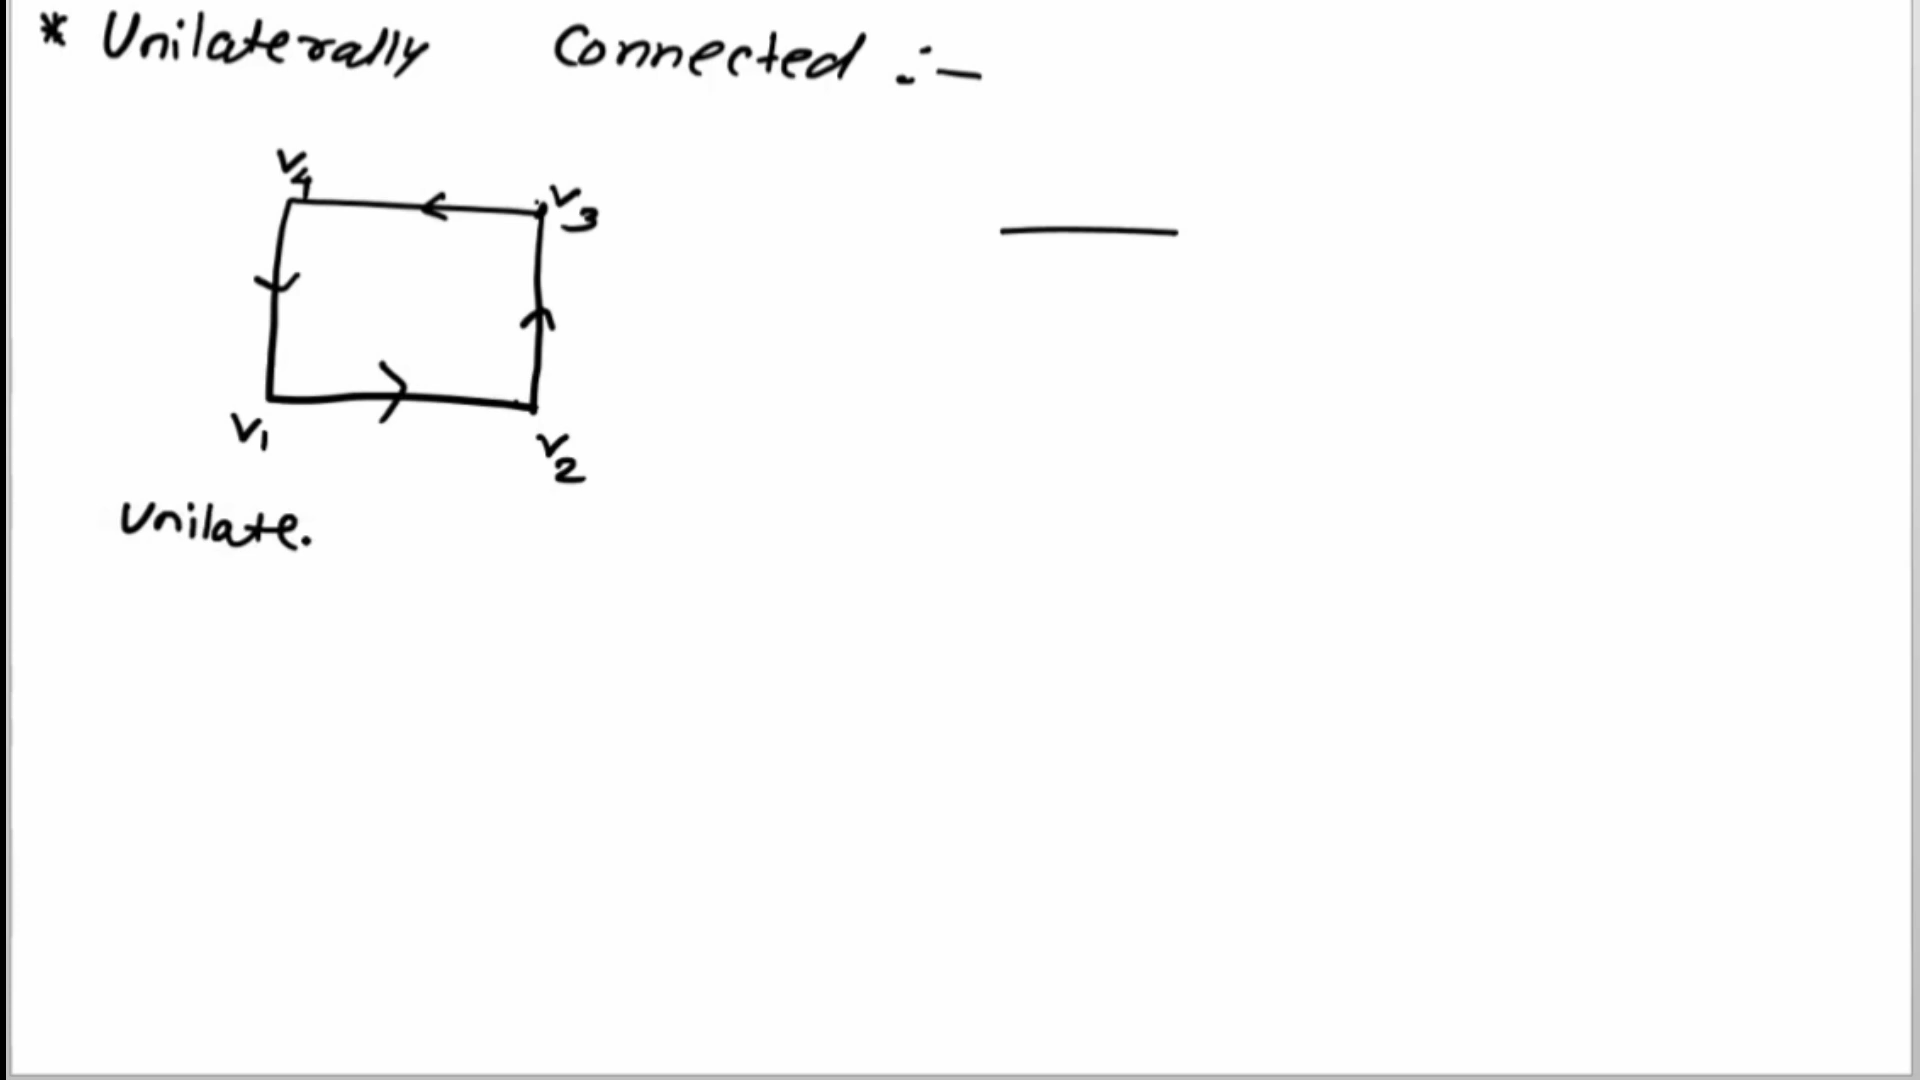 * Unilaterally Connected :-
V4
V3
V1
V2
Unilate.